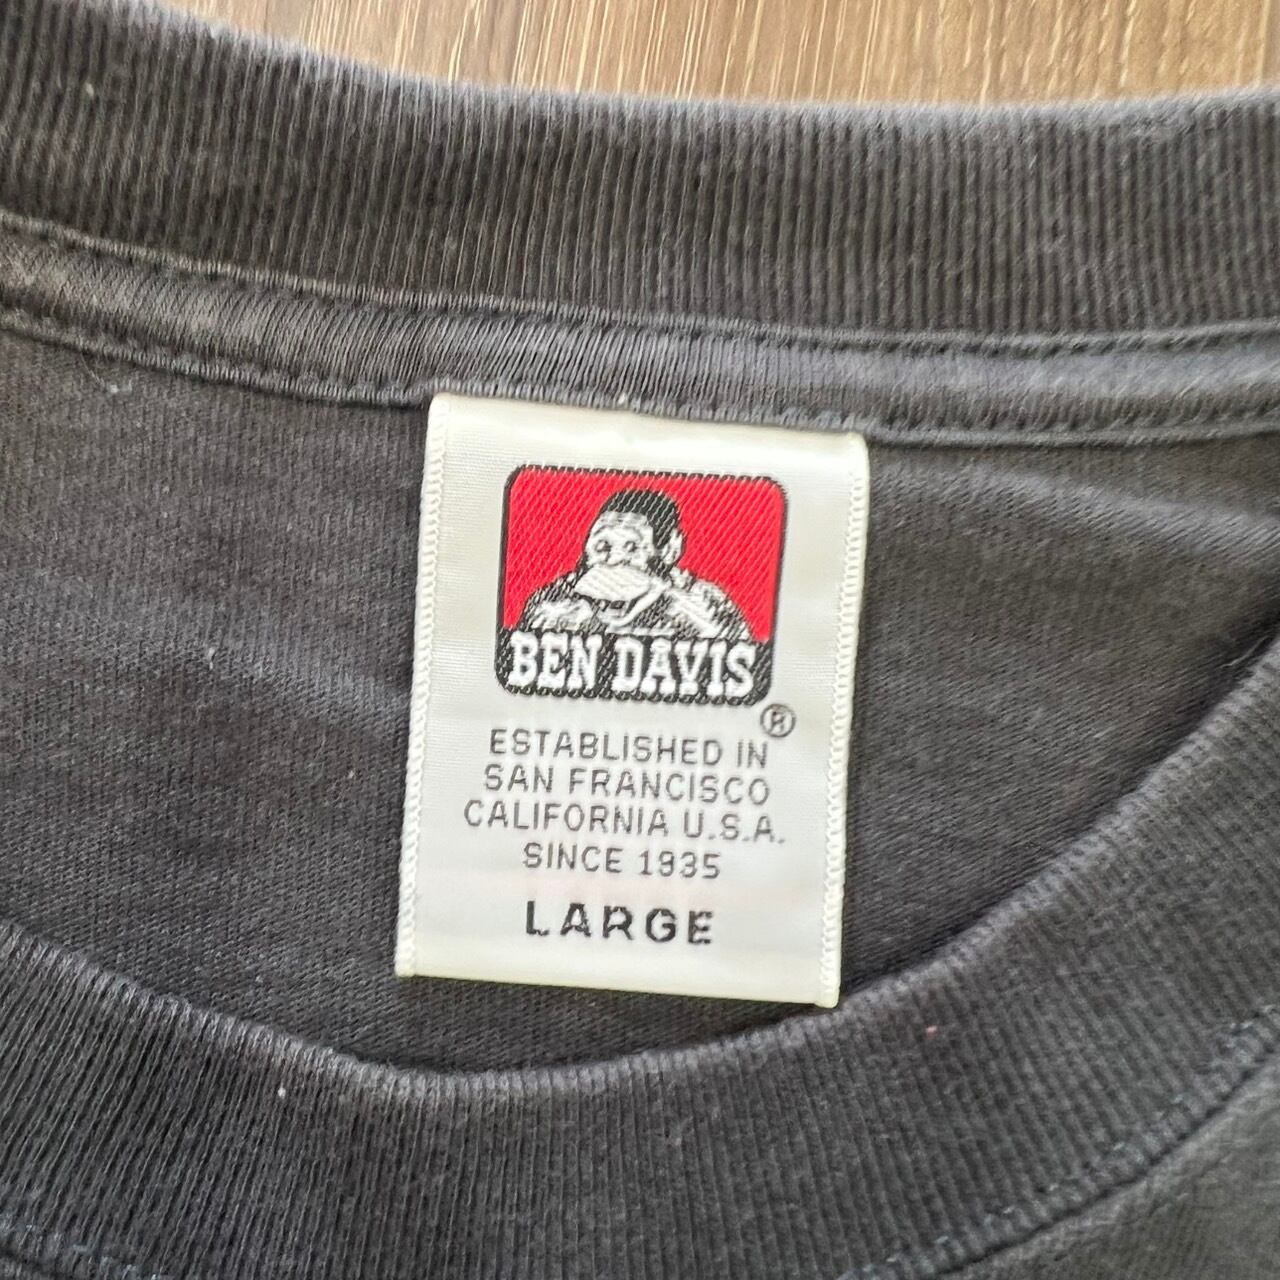 BEN DAVIS
®
ESTABLISHED IN
SAN FRANCISCO
CALIFORNIA U.S.A.
SINCE 1935
LARGE